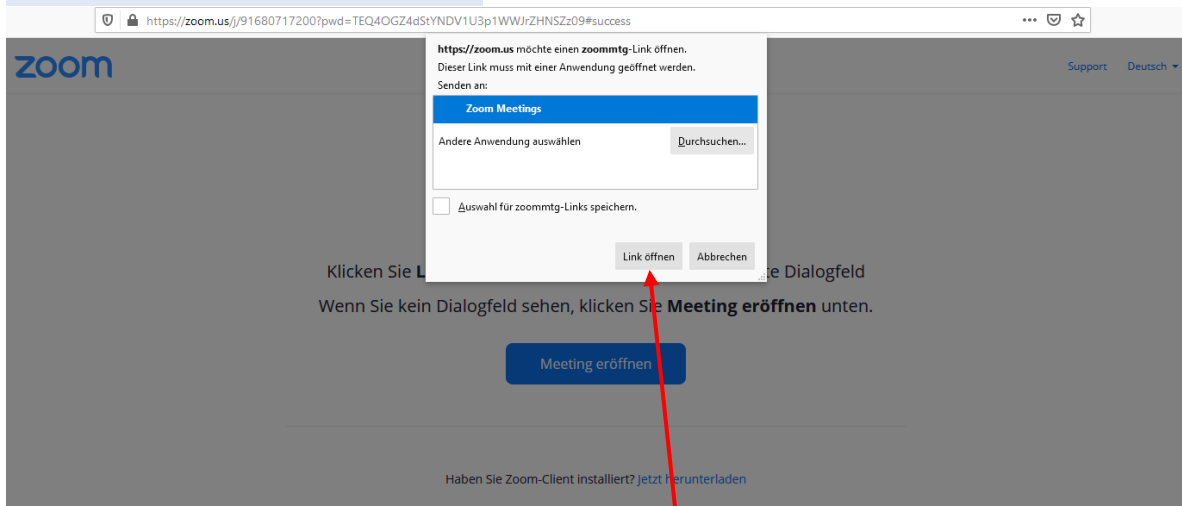 https://zoom.us/j/91680717200?pwd=TEQ4OGZ4dStYNDV1U3p1WWJrZHNSZz09#success
zoom
Support Deutsch
https://zoom.us möchte einen zoommtg-Link öffnen.
Dieser Link muss mit einer Anwendung geöffnet werden.
Senden an:
Zoom Meetings
Andere Anwendung auswählen
Durchsuchen...
Auswahl für zoommtg-Links speichern.
Link öffnen Abbrechen
Klicken Sie L te Dialogfeld
Wenn Sie kein Dialogfeld sehen, klicken Sie Meeting eröffnen unten.
Meeting eröffnen
Haben Sie Zoom-Client installiert? Jetzt herunterladen